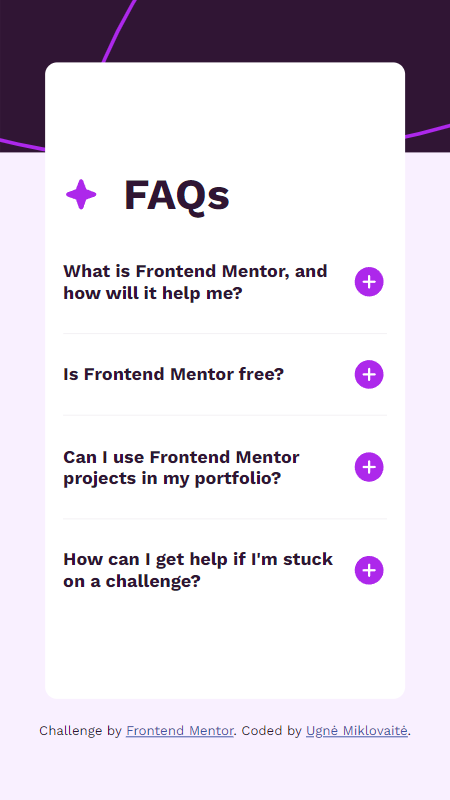 FAQs
What is Frontend Mentor, and
how will it help me?
Is Frontend Mentor free?
Can I use Frontend Mentor
projects in my portfolio?
How can I get help if I'm stuck
on a challenge?
Challenge by Frontend Mentor. Coded by Ugnė Miklovaitė.